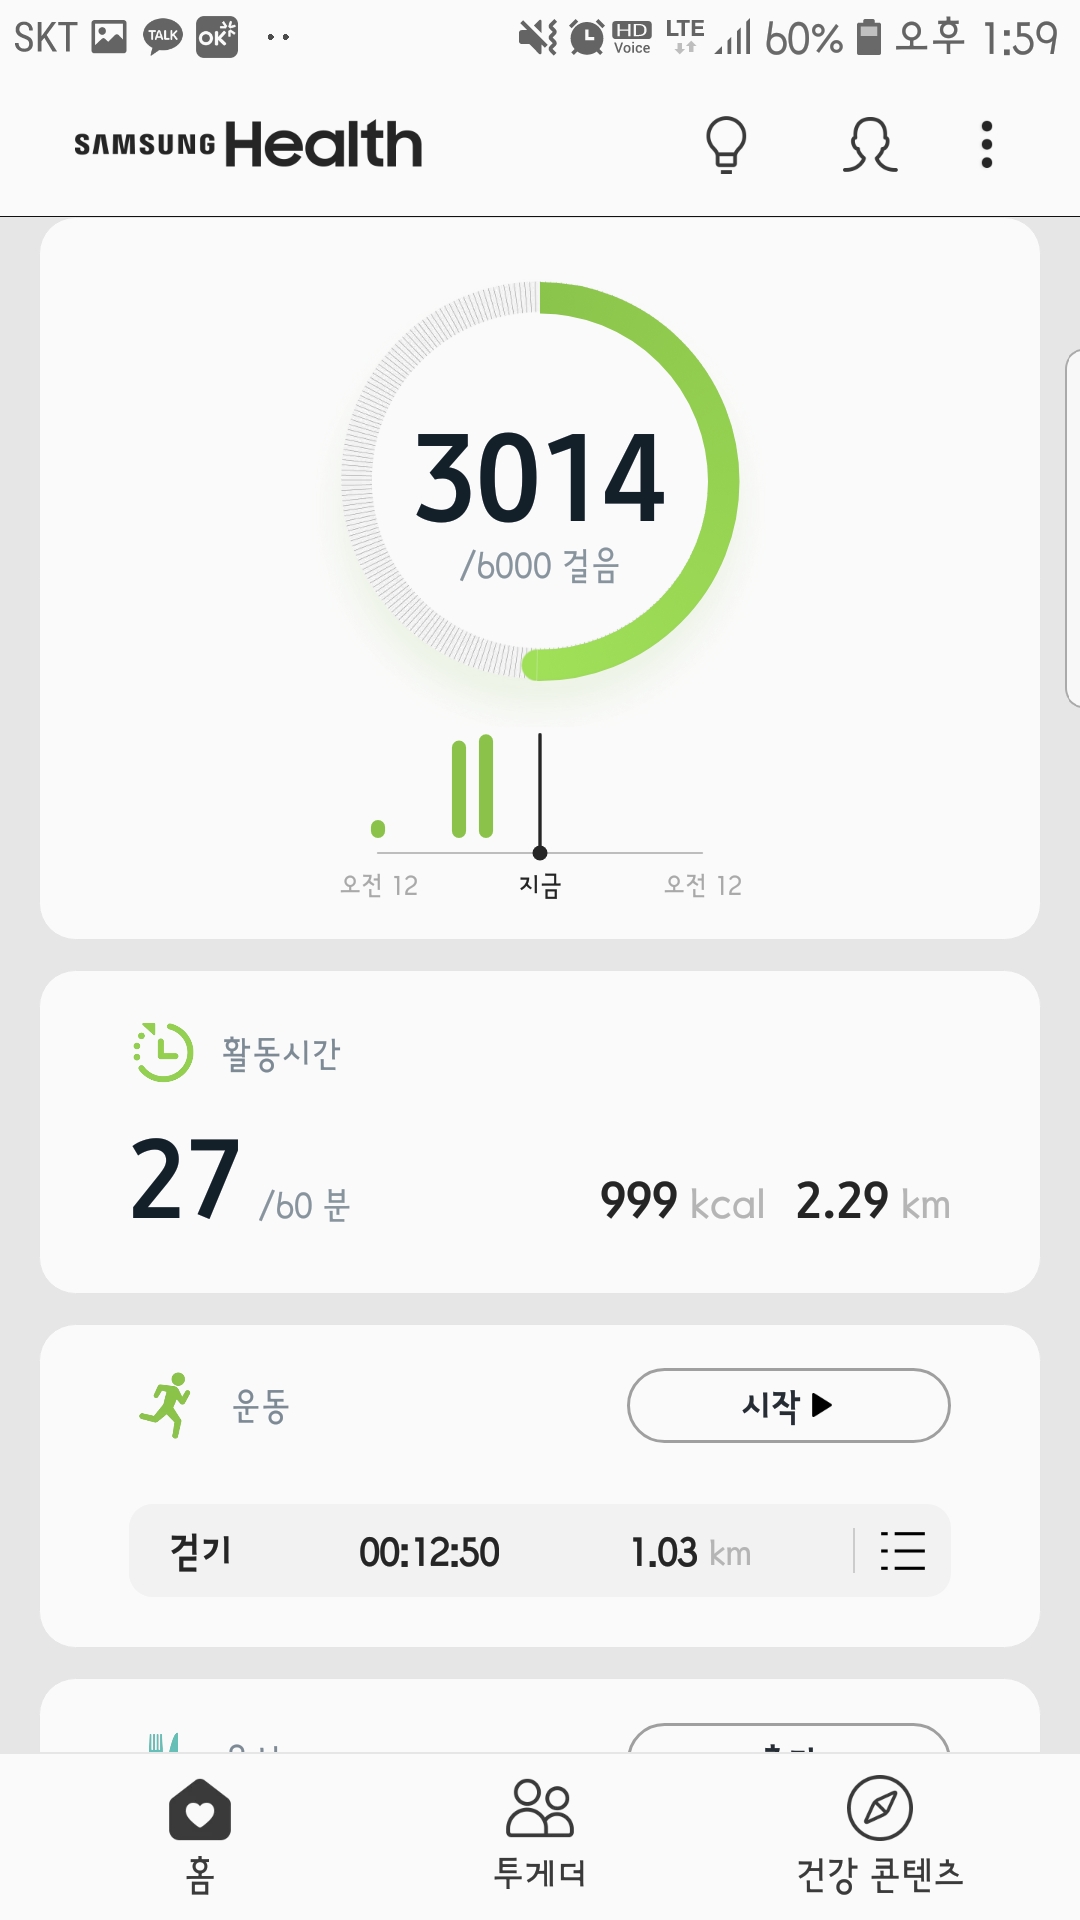 SKT TALK OK HD Voice LTE 60% 오후 1:59
SAMSUNG Health
3014
/6000 걸음
오전 12 지금 오전 12
활동시간
27 /60 분 999 kcal 2.29 km
운동 시작
걷기 00:12:50 1.03 km
홈 투게더 건강 콘텐츠